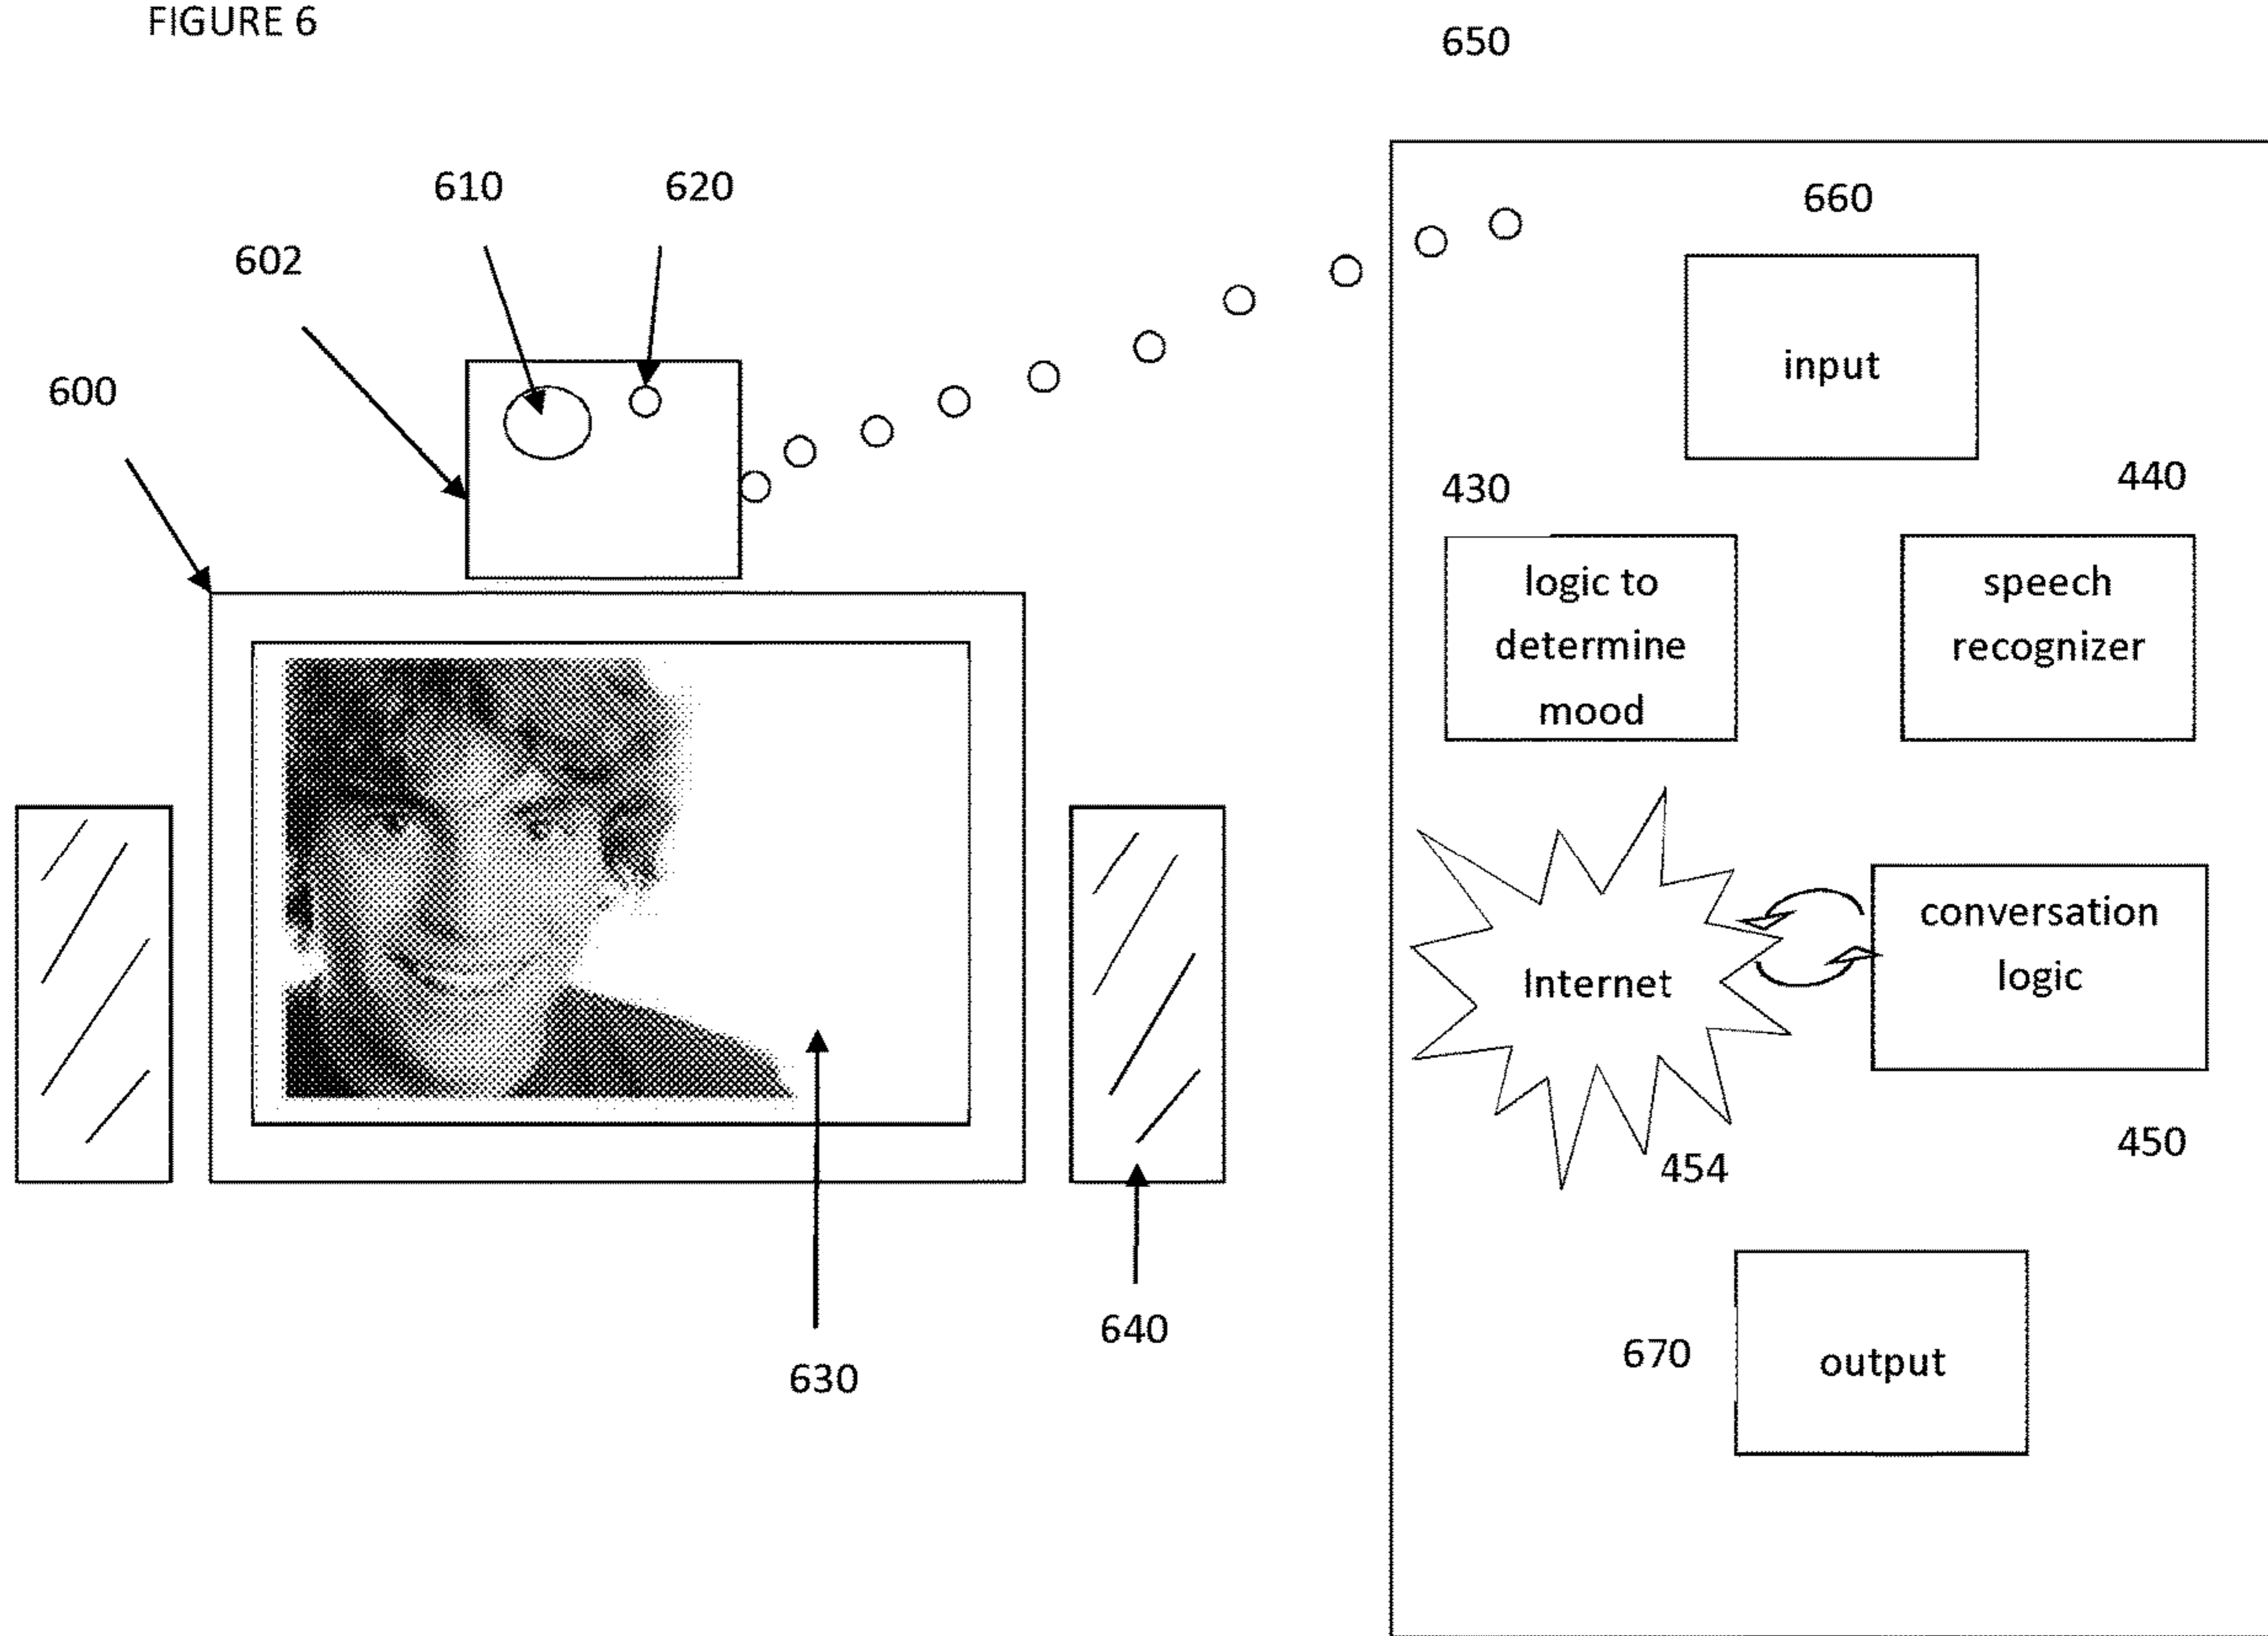 FIGURE 6
650
610
620
660
602
600
input
430
440
logic to
determine
mood
speech
recognizer
Internet
conversation
logic
454
450
640
630
670
output